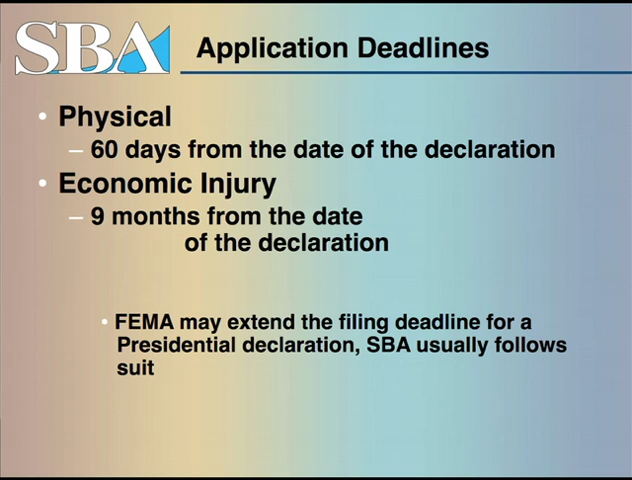 SBA
Application Deadlines
• Physical
– 60 days from the date of the declaration
• Economic Injury
– 9 months from the date
of the declaration
• FEMA may extend the filing deadline for a
Presidential declaration, SBA usually follows
suit